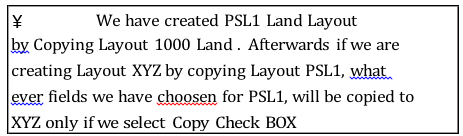 ¥ We have created PSL1 Land Layout
by Copying Layout 1000 Land . Afterwards if we are
creating Layout XYZ by copying Layout PSL1, what
ever fields we have choosen for PSL1, will be copied to
XYZ only if we select Copy Check BOX